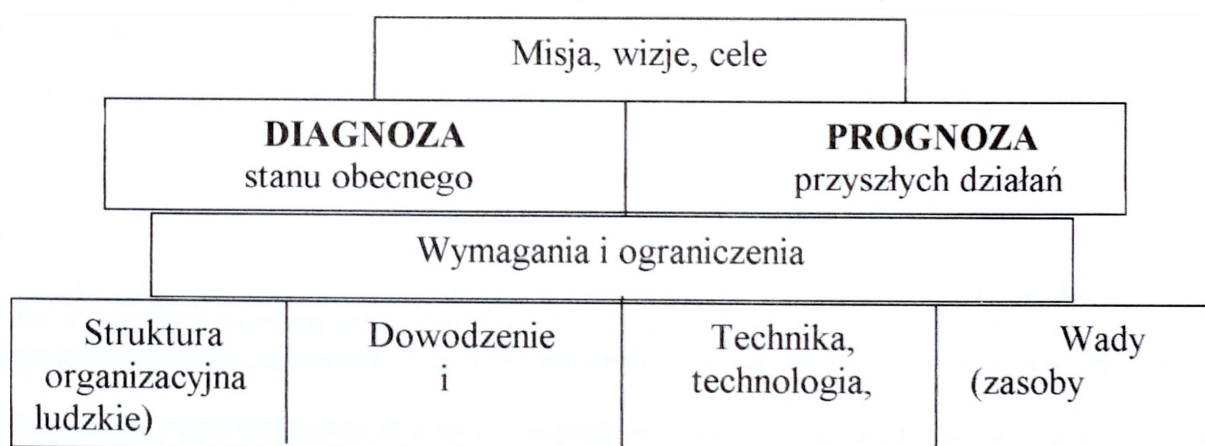 Misja, wizje, cele
DIAGNOZA
stanu obecnego
PROGNOZA
przyszłych działań
Wymagania i ograniczenia
Struktura
organizacyjna
ludzkie)
Dowodzenie
i
Technika,
technologia,
Wady
(zasoby